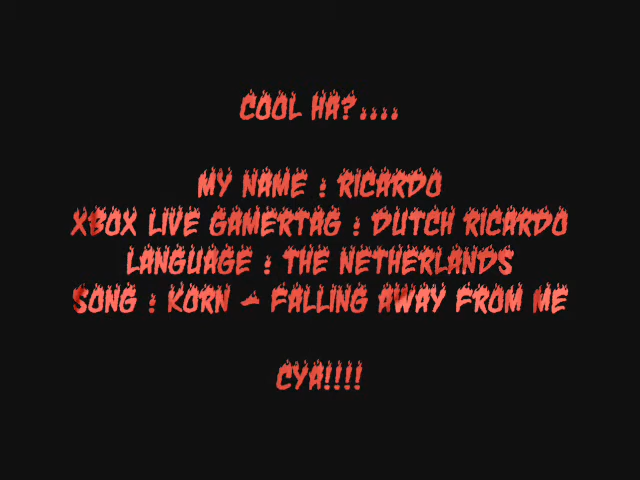 COOL HA?....
MY NAME : RICARDO
XBOX LIVE GAMERTAG : DUTCH RICARDO
LANGUAGE : THE NETHERLANDS
SONG : KORN - FALLING AWAY FROM ME
CYA!!!!